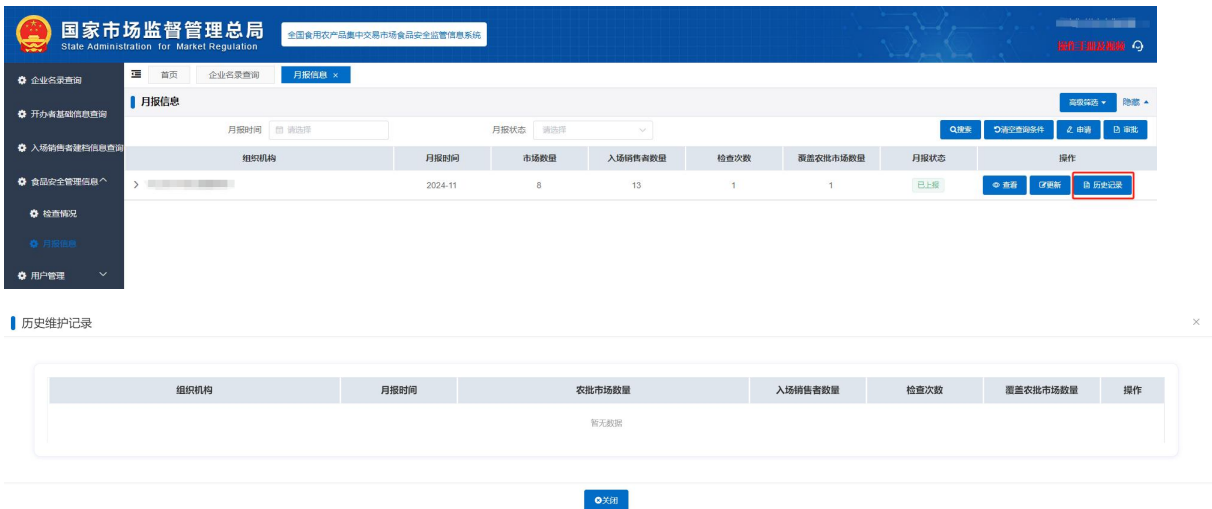 国家市场监督管理总局
State Administration for Market Regulation
全国食用农产品集中交易市场食品安全监管信息系统
企业名录查询
开办者基础信息查询
入场销售者建档信息查询
食品安全管理信息
检查情况
月报信息
用户管理
首页 企业名录查询 月报信息 ×
月报信息 高级筛选 隐藏
月报时间 请选择 月报状态 请选择 搜索 清空查询条件 申请 审批
组织机构 月报时间 市场数量 入场销售者数量 检查次数 覆盖农批市场数量 月报状态 操作
2024-11 8 13 1 1 已上报 查看 更新 历史记录
历史维护记录 ×
组织机构 月报时间 农批市场数量 入场销售者数量 检查次数 覆盖农批市场数量 操作
暂无数据
关闭